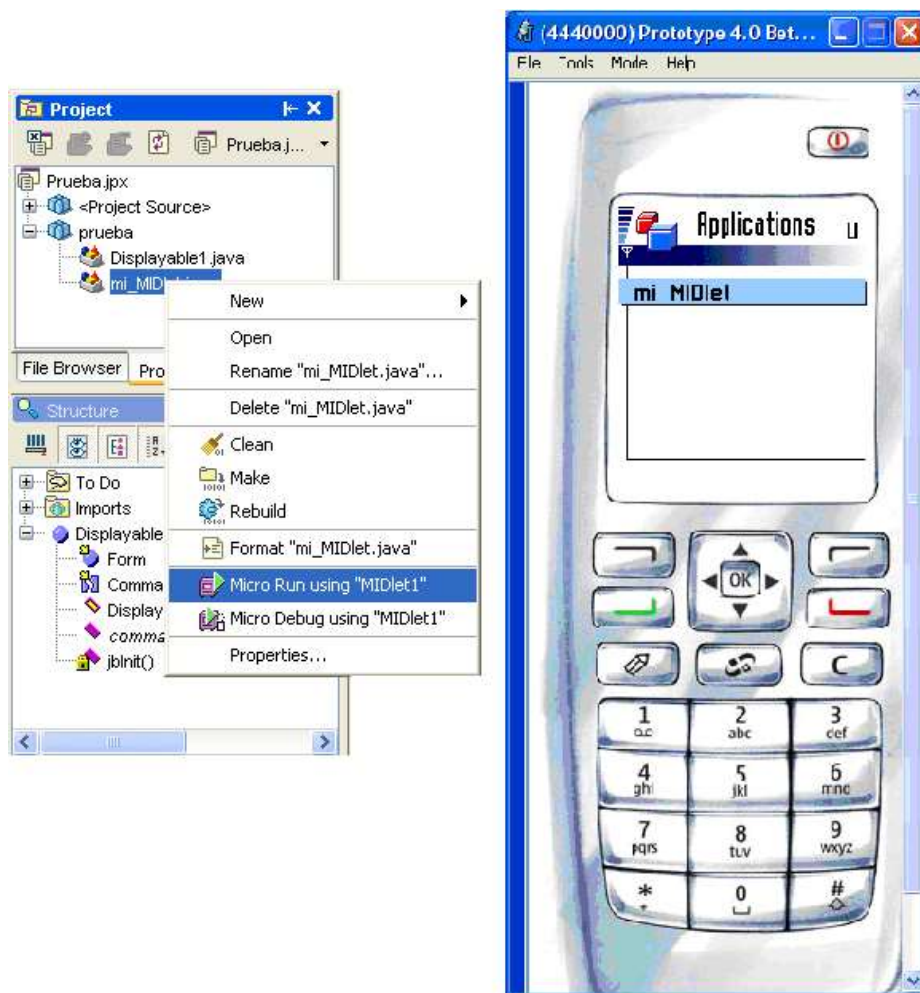 Project
Prueba.j...
Prueba.jpx
<Project Source>
prueba
Displayable1.java
mi_MIDlet.java
New
Open
Rename "mi_MIDlet.java"...
Delete "mi_MIDlet.java"
Clean
Make
Rebuild
Format "mi_MIDlet.java"
Micro Run using "MIDlet1"
Micro Debug using "MIDlet1"
Properties...
File Browser Pro
Structure
To Do
Imports
Displayable
Form
Comma
Display
comma
jbInit()
(4440000) Prototype 4.0 Bet...
File Tools Mode Help
Applications
mi MIDlet
OK
C
1
2 abc
3 def
4 ghi
5 jkl
6 mno
7 pqrs
8 tuv
9 wxyz
*
+
0
#